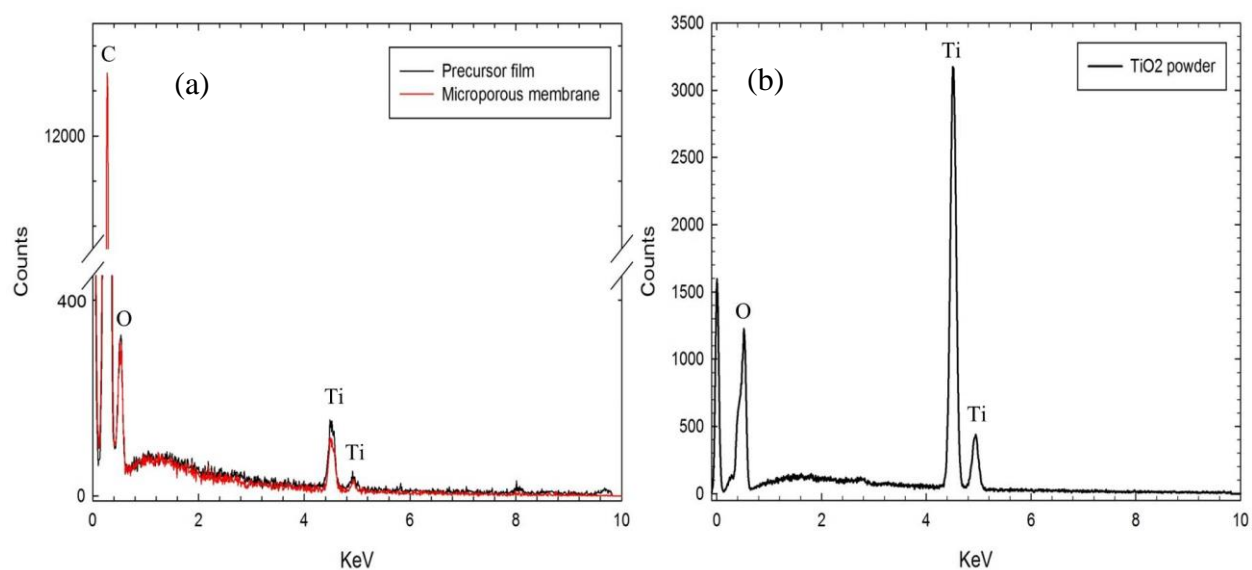 C
(a)
Precursor film
Microporous membrane
12000
Counts
400
O
Ti
Ti
0
0 2 4 6 8 10
KeV
3500
Ti
(b)
TiO2 powder
3000
2500
2000
Counts
1500
O
1000
Ti
500
0
0 2 4 6 8 10
KeV